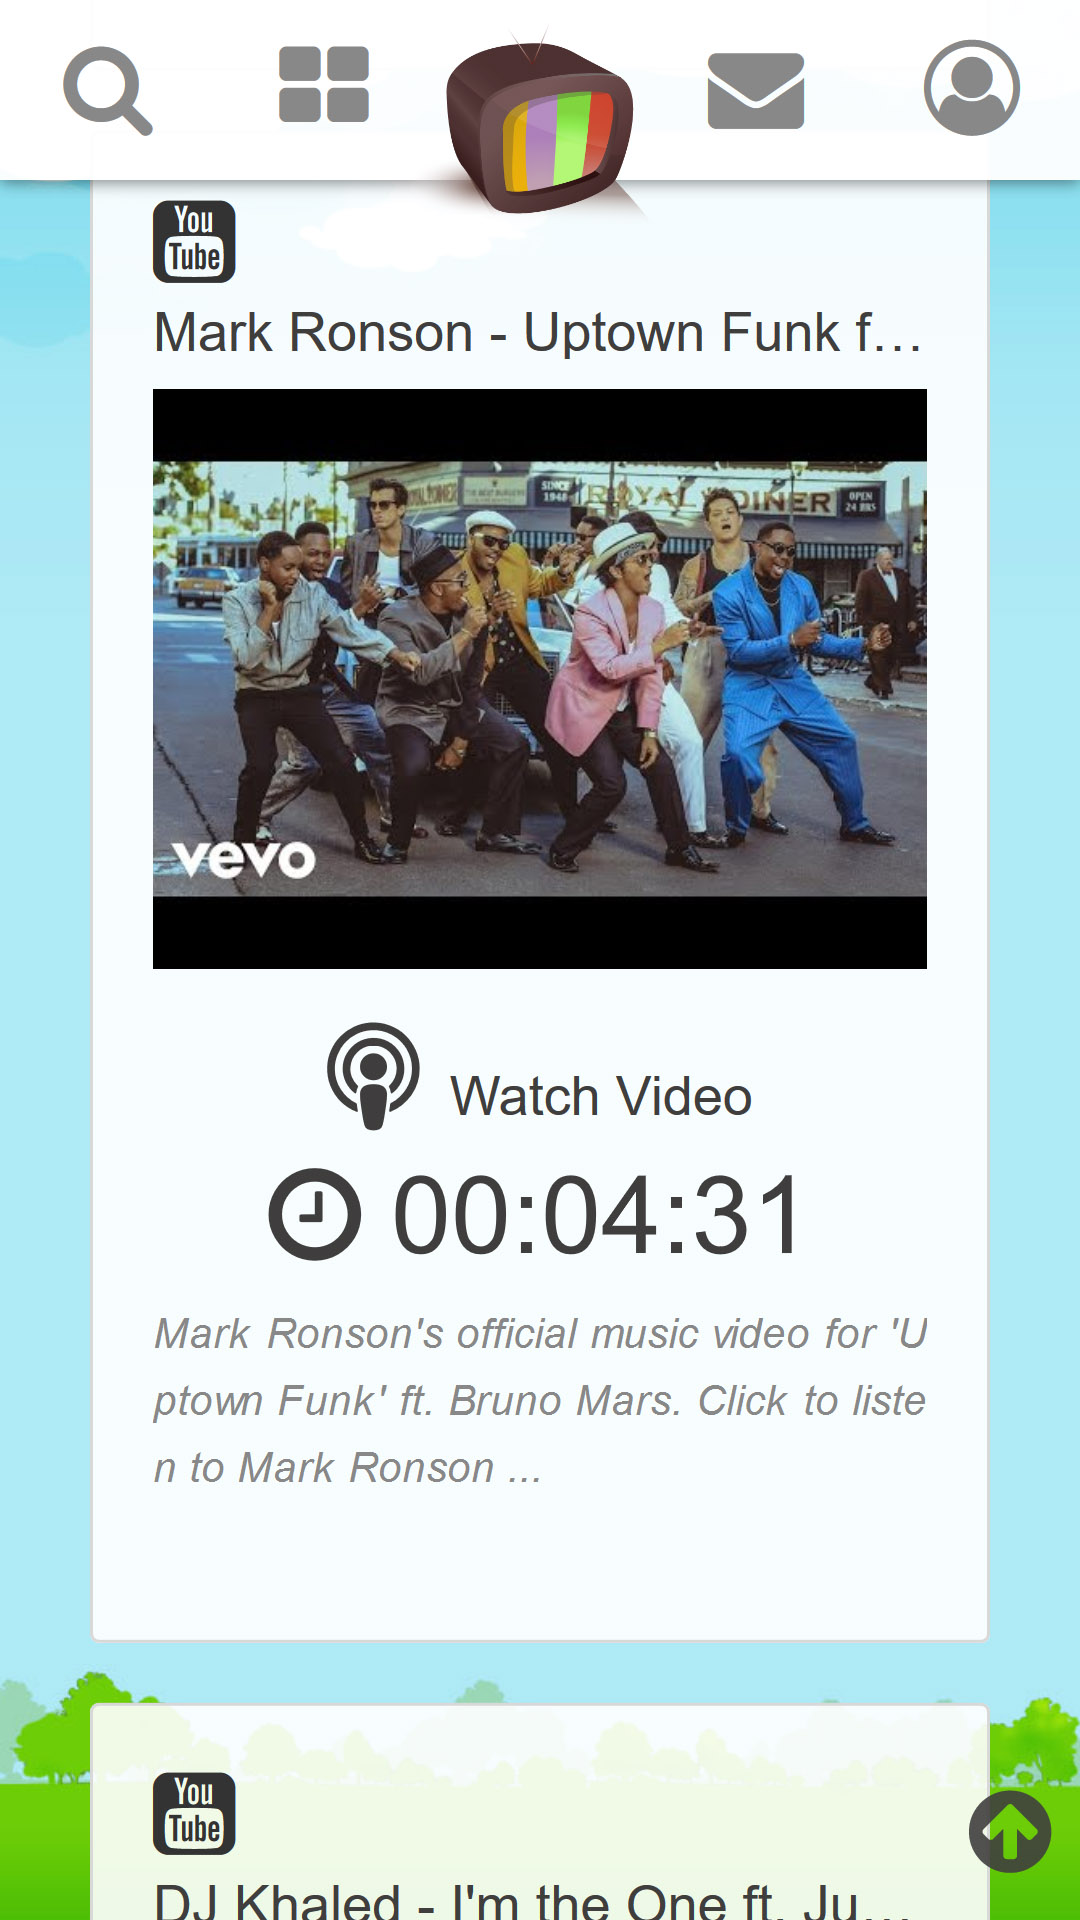 You
Tube
Mark Ronson - Uptown Funk f…
SINCE
1948
ROYAL DINER
OPEN
24 HRS
vevo
Watch Video
00:04:31
Mark Ronson's official music video for 'U
ptown Funk' ft. Bruno Mars. Click to liste
n to Mark Ronson ...
You
Tube
DJ Khaled - I'm the One ft. Ju…